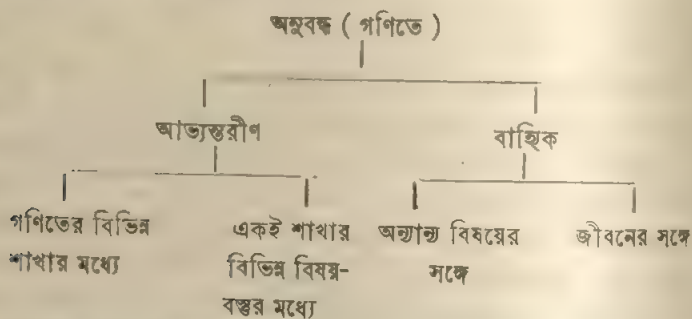 অনুবন্ধ ( গণিতে )
আভ্যন্তরীণ
বাহ্যিক
গণিতের বিভিন্ন
শাখার মধ্যে
একই শাখার
বিভিন্ন বিষয়-
বস্তুর মধ্যে
অন্যান্য বিষয়ের
সঙ্গে
জীবনের সঙ্গে